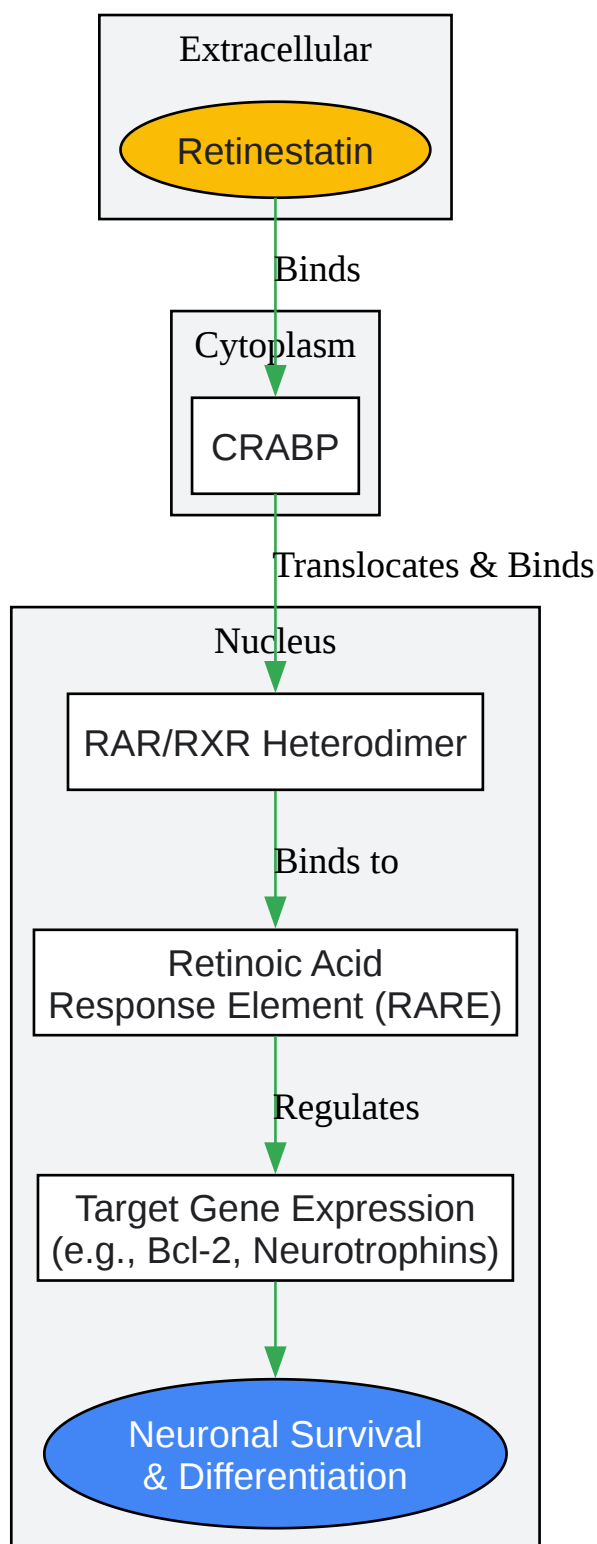 Extracellular
Retinestatin
Binds
Cytoplasm
CRABP
Translocates & Binds
Nucleus
RAR/RXR Heterodimer
Binds to
Retinoic Acid
Response Element (RARE)
Regulates
Target Gene Expression
(e.g., Bcl-2, Neurotrophins)
Neuronal Survival
& Differentiation